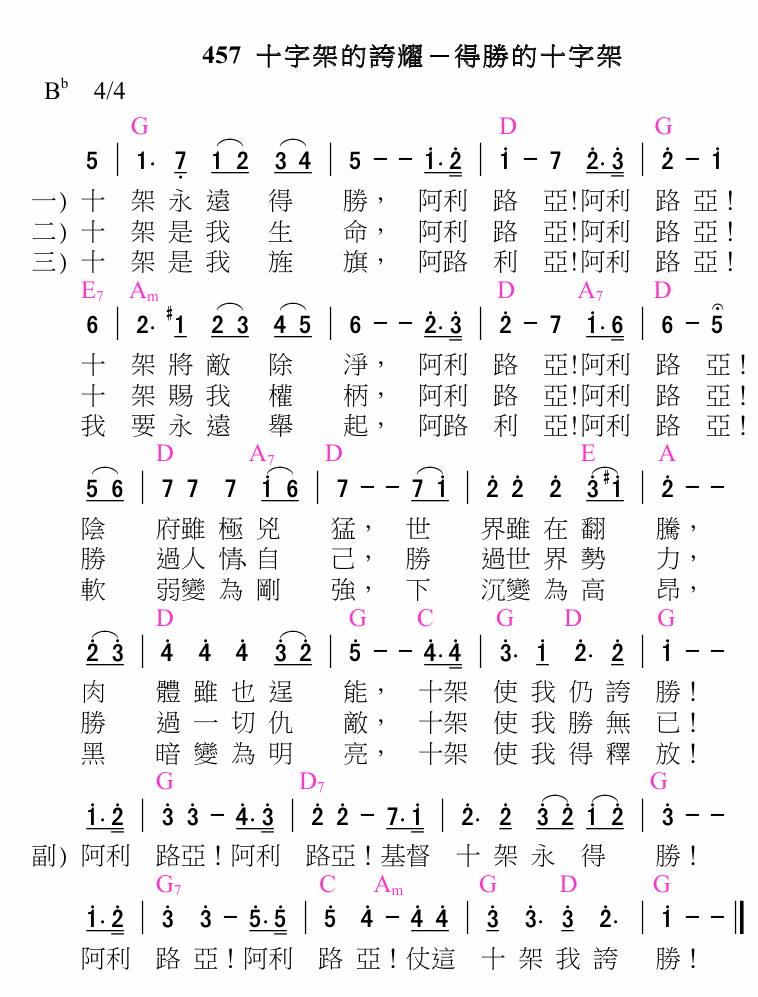 457 十字架的誇耀－得勝的十字架
B♭ 4/4
G D G
5 | 1. 7 1 2 3 4 | 5 - - 1. 2 | 1 - 7 2. 3 | 2 - 1
一) 十 架 永 遠 得 勝， 阿利 路 亞!阿利 路 亞!
二) 十 架 是 我 生 命， 阿利 路 亞!阿利 路 亞!
三) 十 架 是 我 旌 旗， 阿路 利 亞!阿利 路 亞!
E7 Am D A7 D
6 | 2. #1 2 3 4 5 | 6 - - 2. 3 | 2 - 7 1. 6 | 6 - 5
十 架 將 敵 除 淨， 阿利 路 亞!阿利 路 亞!
十 架 賜 我 權 柄， 阿利 路 亞!阿利 路 亞!
我 要 永 遠 舉 起， 阿路 利 亞!阿利 路 亞!
D A7 D E A
5 6 | 7 7 7 1 6 | 7 - - 7 1 | 2 2 2 3 #1 | 2 - -
陰 府雖 極 兇 猛， 世 界雖 在 翻 騰，
勝 過人 情、自 己， 勝 過世 界 勢 力，
軟 弱變 為 剛 強， 下 沉變 為 高 昂，
D G C G D G
2 3 | 4 4 4 3 2 | 5 - - 4. 4 | 3. 1 2. 2 | 1 - -
肉 體 雖 也 逞 能， 十架 使 我 仍 誇 勝!
勝 過 一 切 仇 敵， 十架 使 我 勝 無 已!
黑 暗 變 為 明 亮， 十架 使 我 得 釋 放!
G D7 G
1. 2 | 3 3 - 4. 3 | 2 2 - 7. 1 | 2. 2 3 2 1 2 | 3 - -
副) 阿利 路亞!阿利 路亞!基督 十 架 永 得 勝!
G7 C Am G D G
1. 2 | 3 3 - 5. 5 | 5 4 - 4 4 | 3 3. 3 2. | 1 - - ‖
阿利 路 亞!阿利 路 亞!仗這 十 架 我 誇 勝!